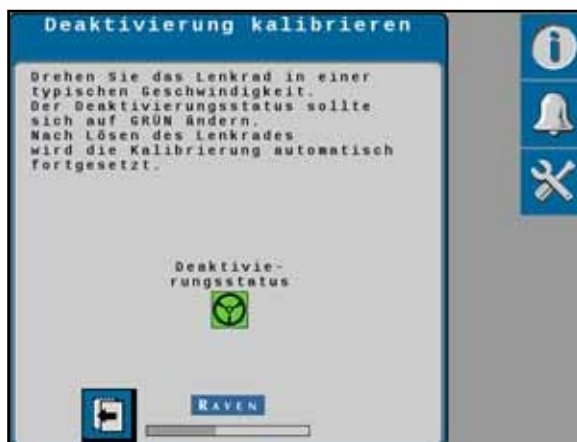 Deaktivierung kalibrieren
Drehen Sie das Lenkrad in einer
typischen Geschwindigkeit.
Der Deaktivierungsstatus sollte
sich auf GRÜN ändern.
Nach Lösen des Lenkrades
wird die Kalibrierung automatisch
fortgesetzt.
Deaktivie-
rungsstatus
RAVEN